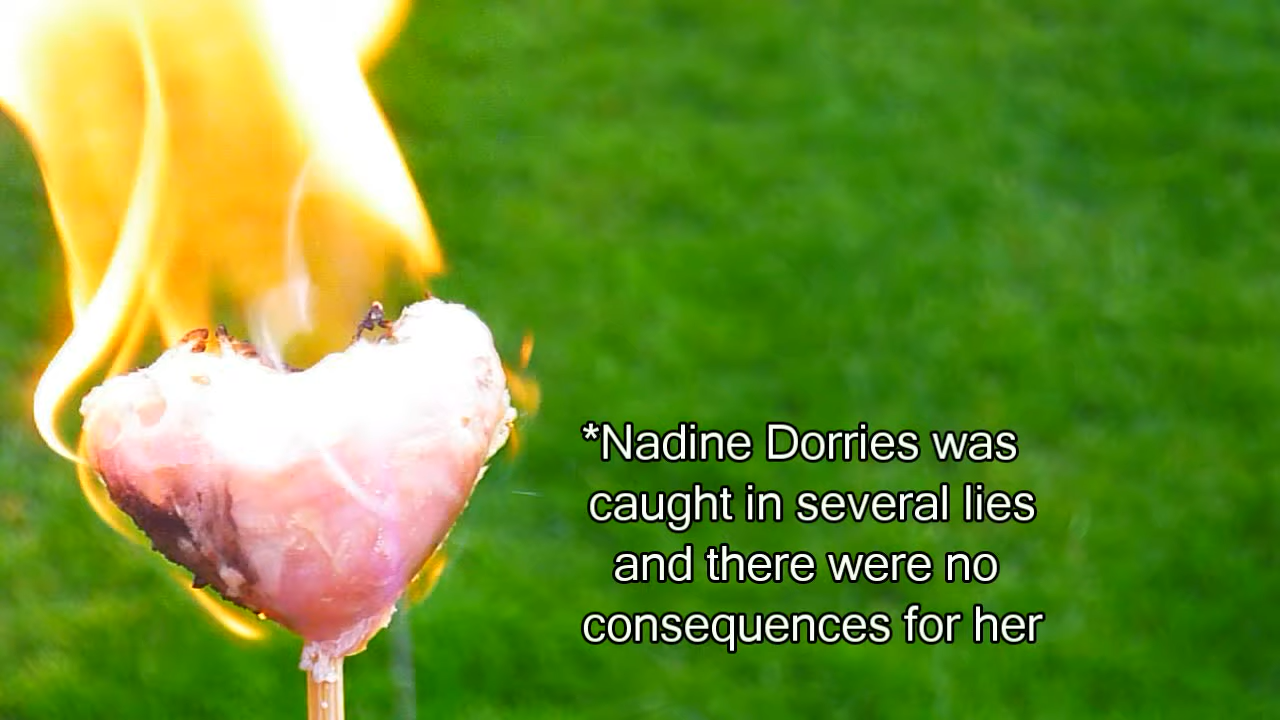 *Nadine Dorries was
caught in several lies
and there were no
consequences for her